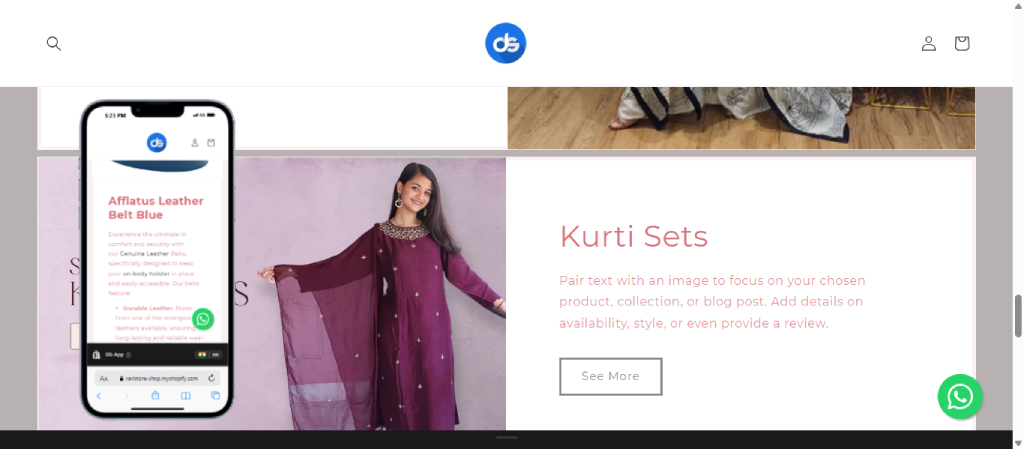 ds
5:23 PM
5G
ds
Afflatus Leather
Belt Blue
Experience the ultimate in
comfort and security with
our Genuine Leather Belts,
specifically designed to keep
your on-body holster in place
and easily accessible. Our belts
feature:
• Durable Leather: Made
from one of the strongest
leathers available, ensuring
long-lasting and reliable wear
DS-App
AA ravistore-shop.myshopify.com
S
K
S
Kurti Sets
Pair text with an image to focus on your chosen
product, collection, or blog post. Add details on
availability, style, or even provide a review.
See More